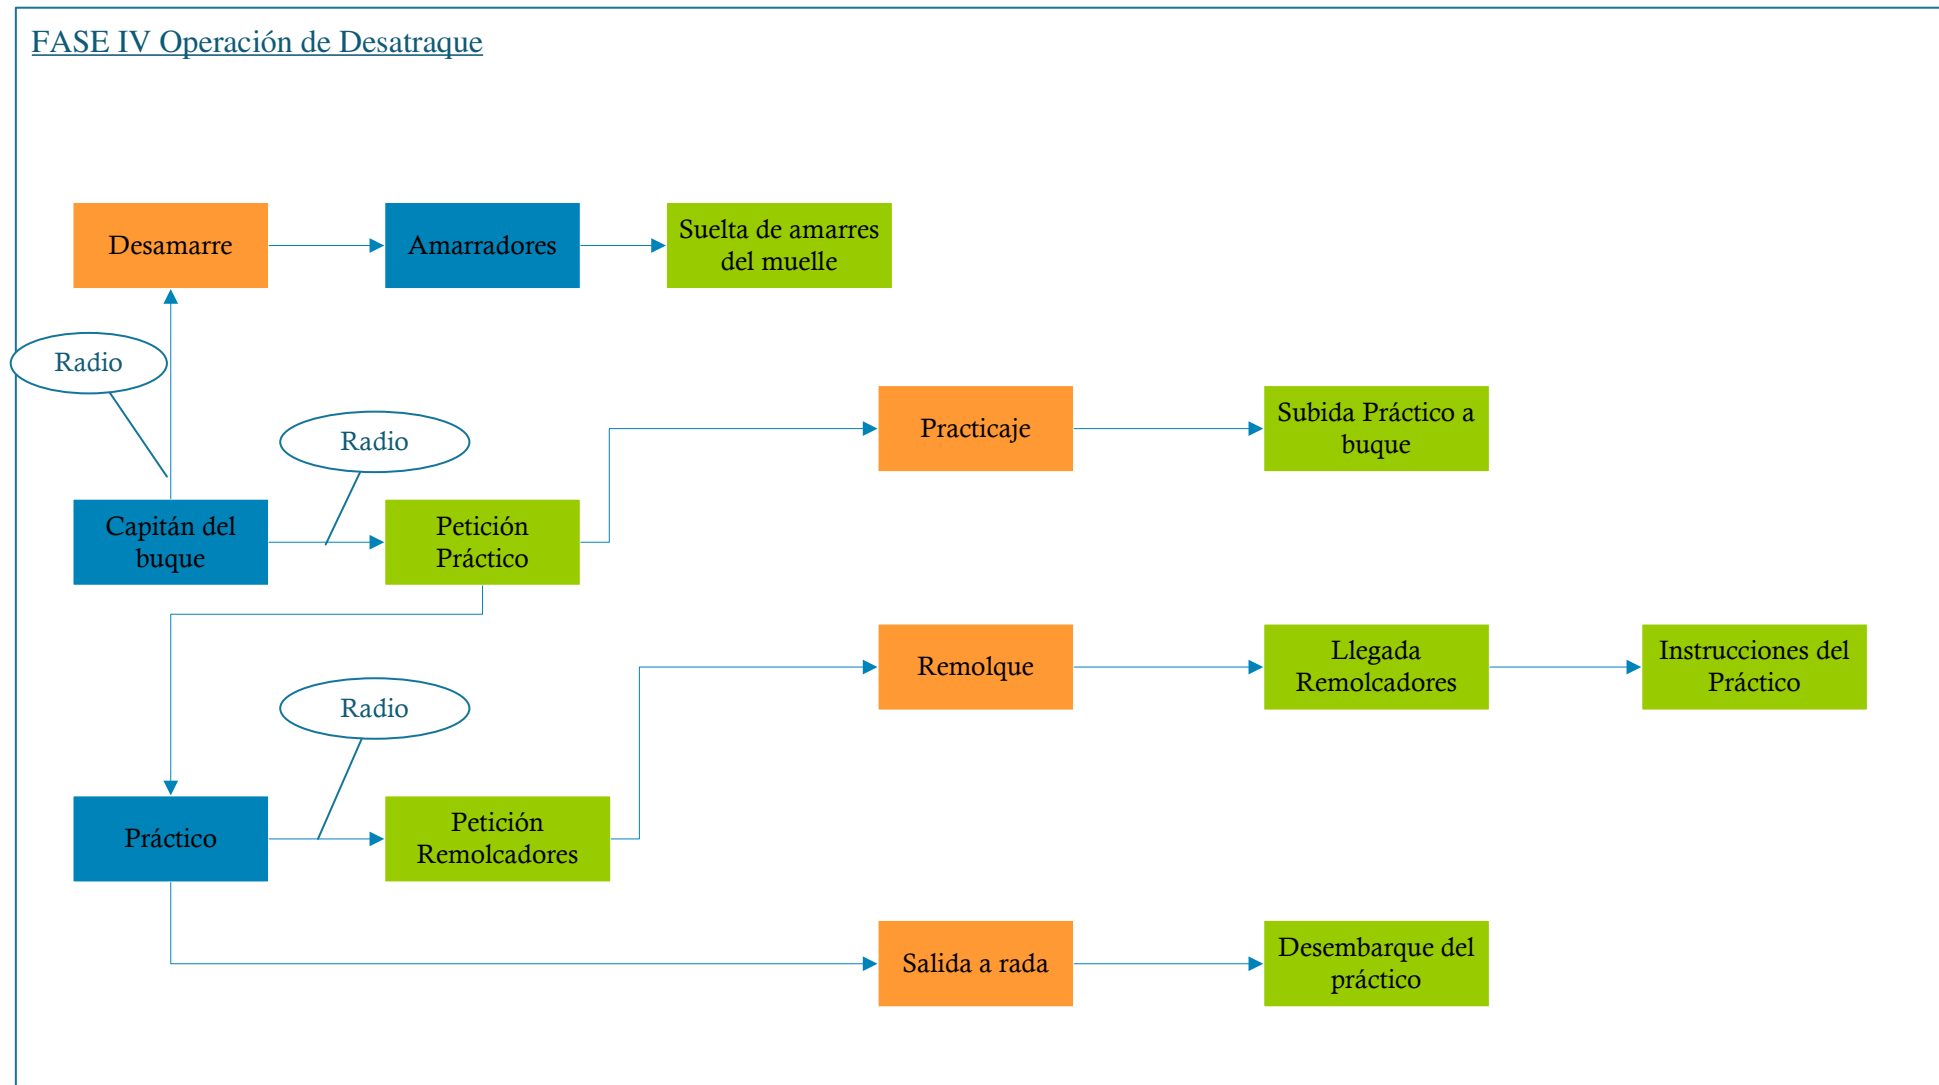 FASE IV Operación de Desatraque
Desamarre
Amarradores
Suelta de amarres
del muelle
Radio
Radio
Practicaje
Subida Práctico a
buque
Capitán del
buque
Petición
Práctico
Remolque
Llegada
Remolcadores
Instrucciones del
Práctico
Radio
Práctico
Petición
Remolcadores
Salida a rada
Desembarque del
práctico